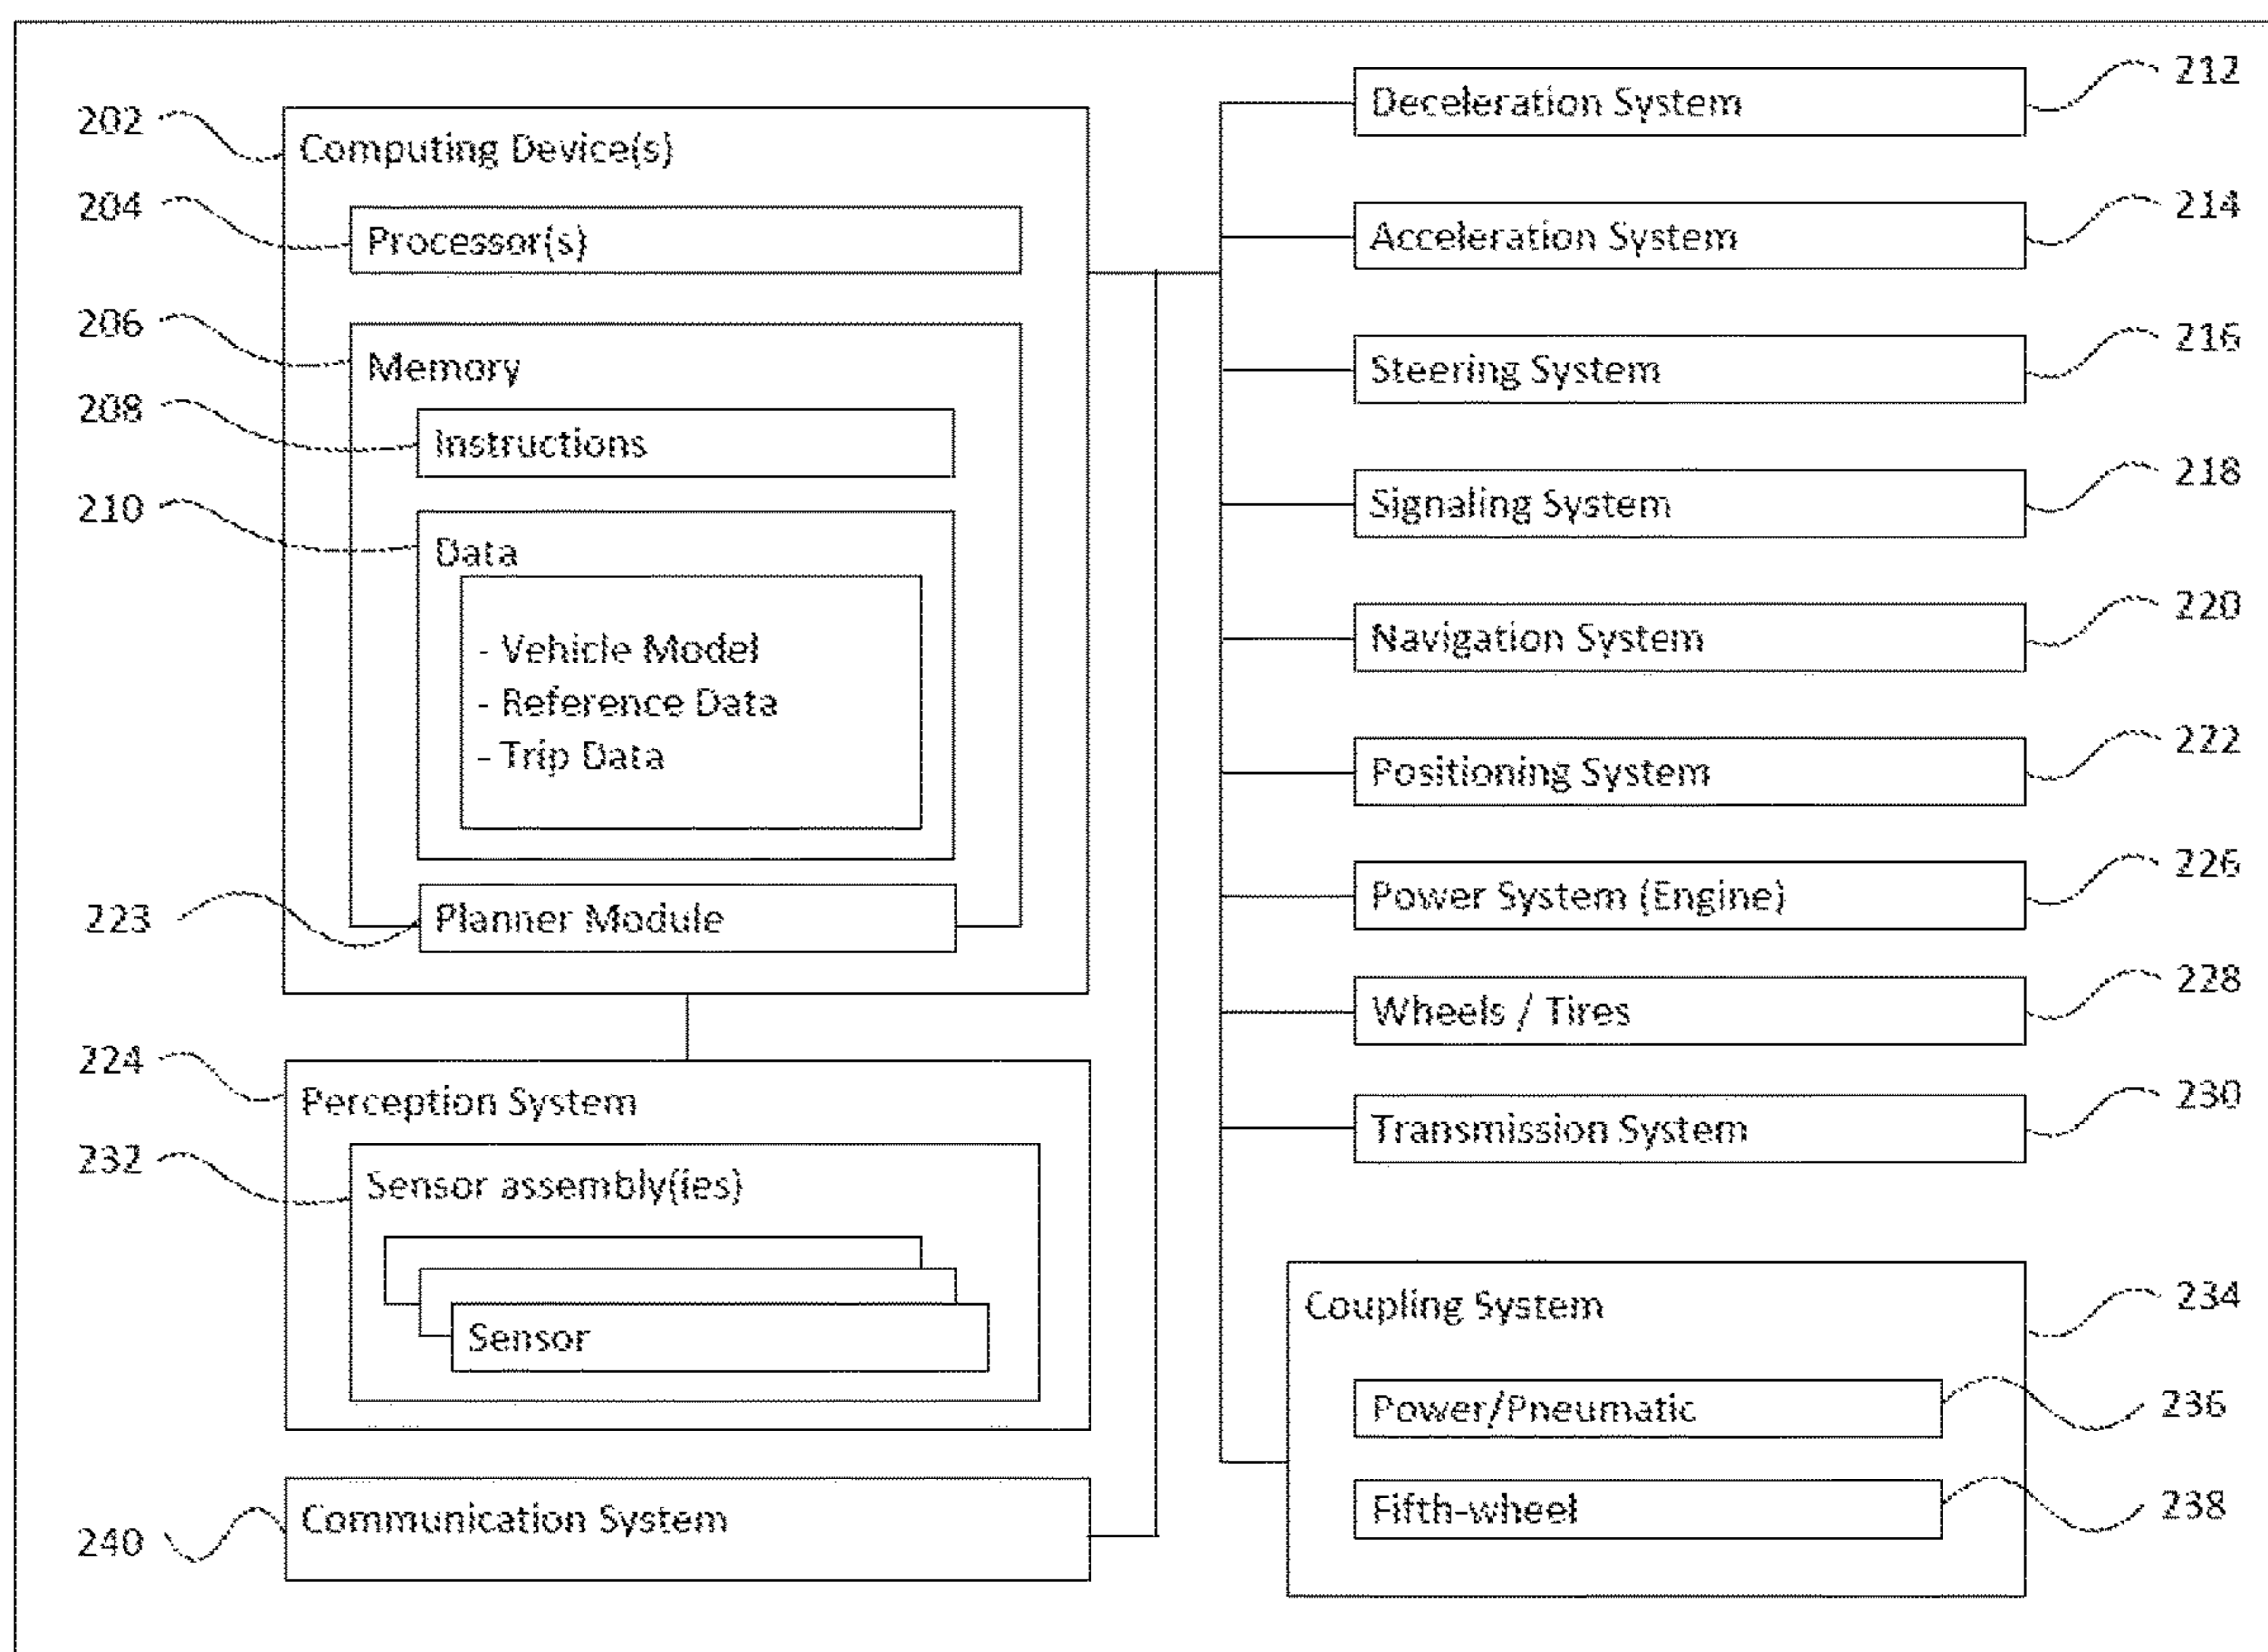 202
Computing Device(s)
204
Processor(s)
206
Memory
208
Instructions
210
Data
- Vehicle Model
- Reference Data
- Trip Data
223
Planner Module
224
Perception System
232
Sensor assembly(ies)
Sensor
240
Communication System
Deceleration System
212
Acceleration System
214
Steering System
216
Signaling System
218
Navigation System
220
Positioning System
222
Power System (Engine)
226
Wheels / Tires
228
Transmission System
230
Coupling System
234
Power/Pneumatic
236
Fifth-wheel
238